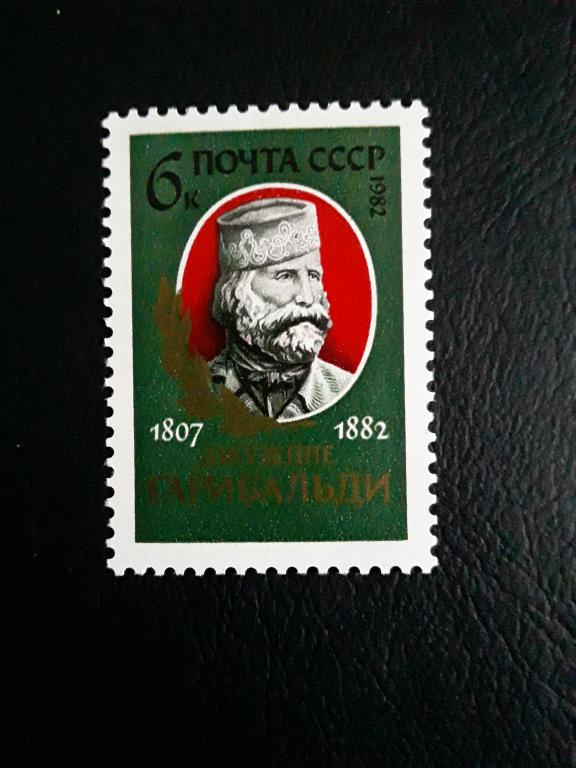 6к ПОЧТА СССР
1982
1807 1882
ДЖУЗЕППЕ
ГАРИБАЛЬДИ